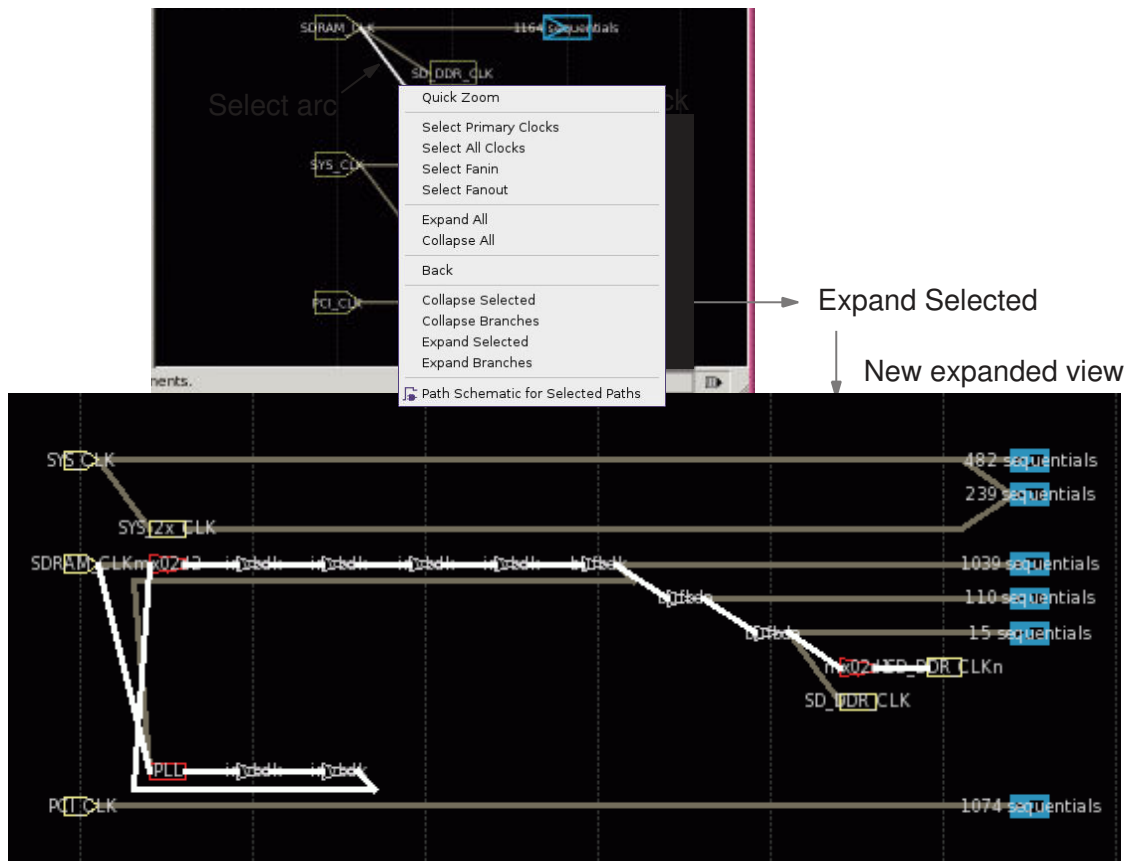 SDRAM_CLK 1164 sequentials
SD_DDR_CLK
Select arc
Quick Zoom
Select Primary Clocks
Select All Clocks
SYS_CLK
Select Fanin
Select Fanout
Expand All
Collapse All
Back
PCI_CLK
Collapse Selected
Expand Selected
Collapse Branches
Expand Selected
Expand Branches
New expanded view
ments.
Path Schematic for Selected Paths
SYS_CLK 482 sequentials
239 sequentials
SYS_2x_CLK
SDRAM_CLK 1039 sequentials
110 sequentials
15 sequentials
SD_DDR_CLKn
SD_DDR_CLK
PLL
PCI_CLK 1074 sequentials